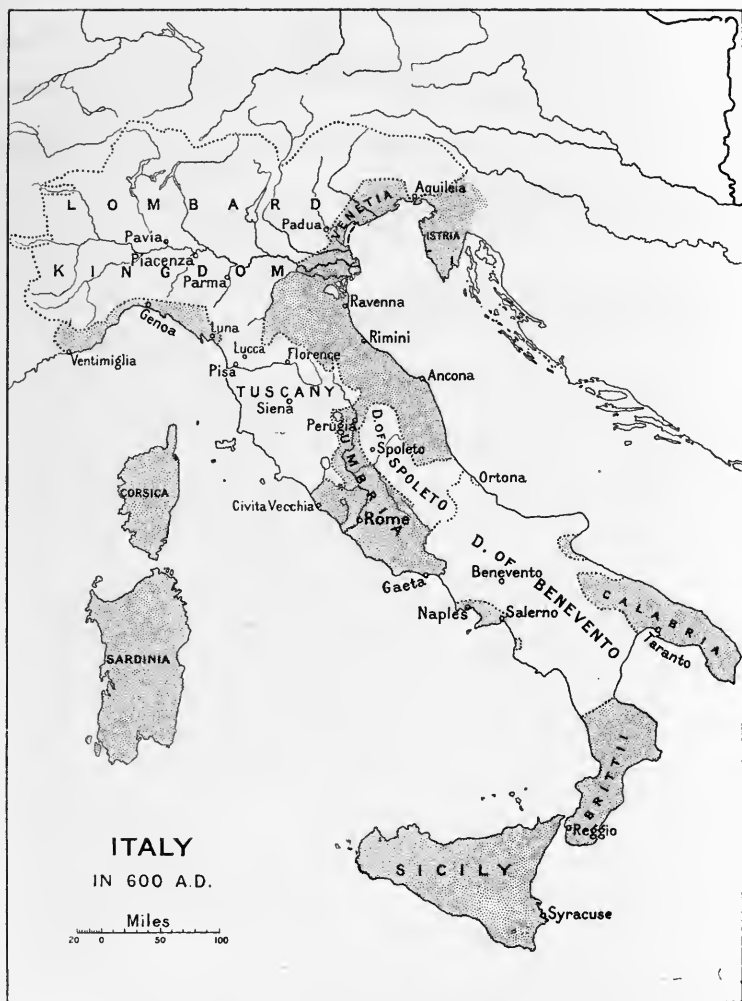 LOMBARD
KINGDOM
Pavia
Piacenza
Parma
Padua
VENETIA
Aquileia
ISTRIA
Ravenna
Rimini
Ancona
Genoa
Luna
Ventimiglia
Lucca
Florence
Pisa
TUSCANY
Siena
Perugia
UMBRIA
D. OF SPOLETO
Spoleto
Ortona
Civita Vecchia
Rome
CORSICA
SARDINIA
Gaeta
D. OF BENEVENTO
Benevento
Naples
Salerno
CALABRIA
Taranto
BRITTII
Reggio
SICILY
Syracuse
ITALY
IN 600 A.D.
Miles
20 0 50 100